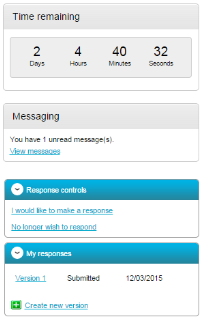 Time remaining
2 4 40 32
Days Hours Minutes Seconds
Messaging
You have 1 unread message(s).
View messages
Response controls
I would like to make a response
No longer wish to respond
My responses
Version 1 Submitted 12/03/2015
Create new version